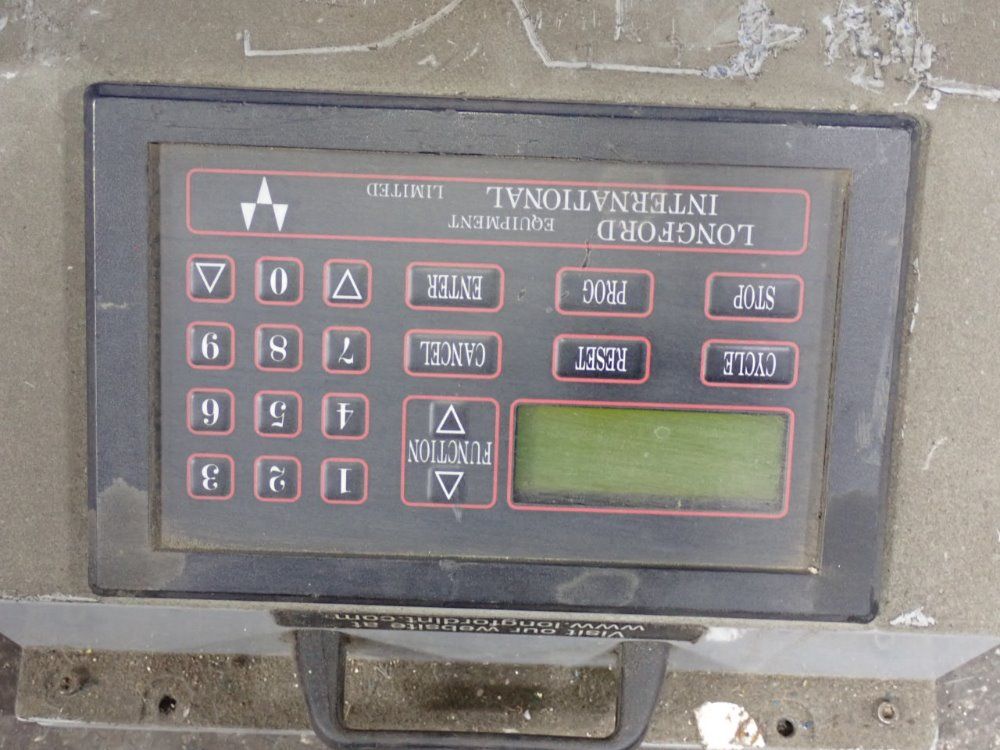 Visit our website at
www.longfordint.com
1 2 3
FUNCTION
4 5 6
CYCLE RESET CANCEL 7 8 9
STOP PROG ENTER 0
LONGFORD EQUIPMENT
INTERNATIONAL LIMITED